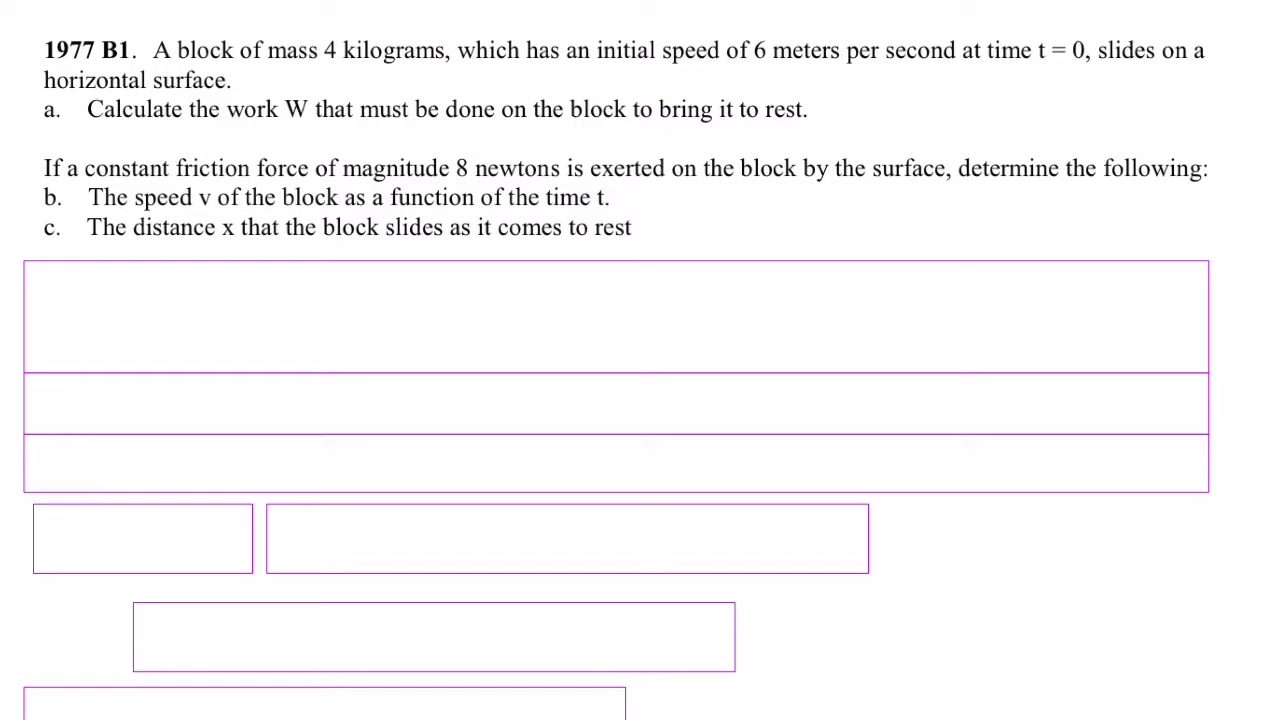 1977 B1. A block of mass 4 kilograms, which has an initial speed of 6 meters per second at time t = 0, slides on a
horizontal surface.
a. Calculate the work W that must be done on the block to bring it to rest.
If a constant friction force of magnitude 8 newtons is exerted on the block by the surface, determine the following:
b. The speed v of the block as a function of the time t.
c. The distance x that the block slides as it comes to rest